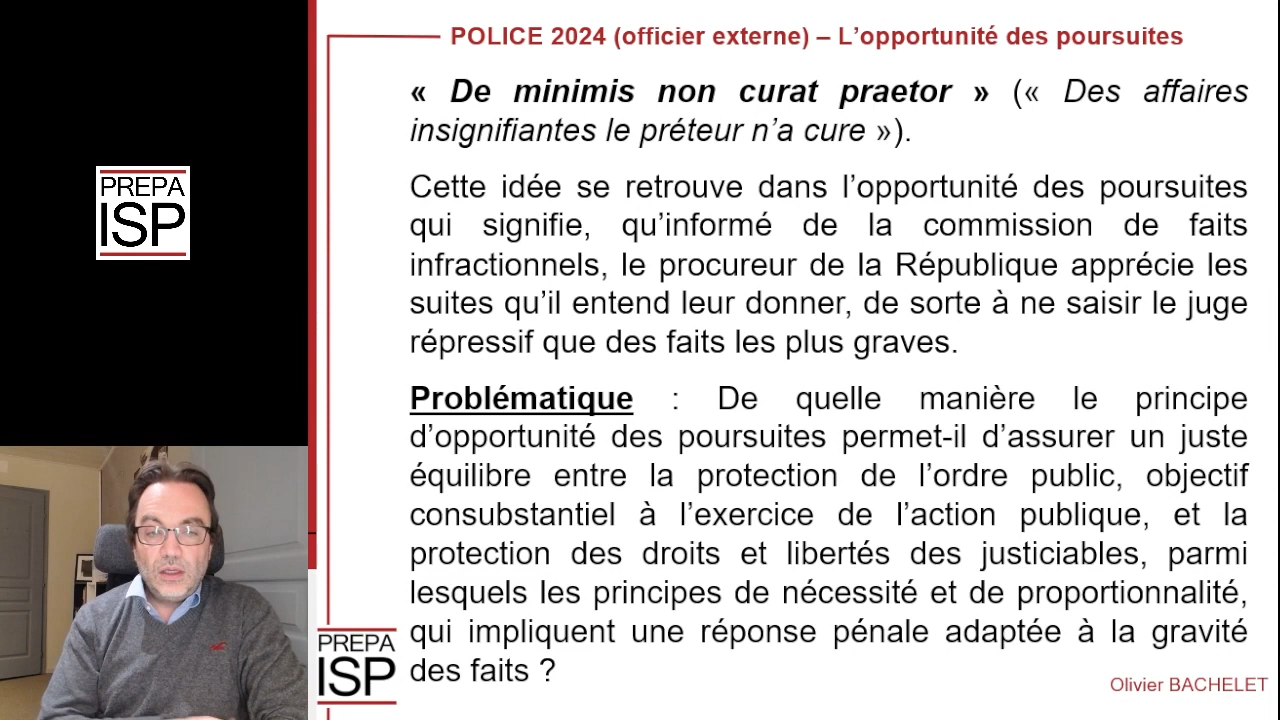 PREPA
ISP
POLICE 2024 (officier externe) – L’opportunité des poursuites
« De minimis non curat praetor » (« Des affaires
insignifiantes le préteur n’a cure »).
Cette idée se retrouve dans l’opportunité des poursuites
qui signifie, qu’informé de la commission de faits
infractionnels, le procureur de la République apprécie les
suites qu’il entend leur donner, de sorte à ne saisir le juge
répressif que des faits les plus graves.
Problématique : De quelle manière le principe
d’opportunité des poursuites permet-il d’assurer un juste
équilibre entre la protection de l’ordre public, objectif
consubstantiel à l’exercice de l’action publique, et la
protection des droits et libertés des justiciables, parmi
lesquels les principes de nécessité et de proportionnalité,
qui impliquent une réponse pénale adaptée à la gravité
des faits ?
PREPA
ISP
Olivier BACHELET